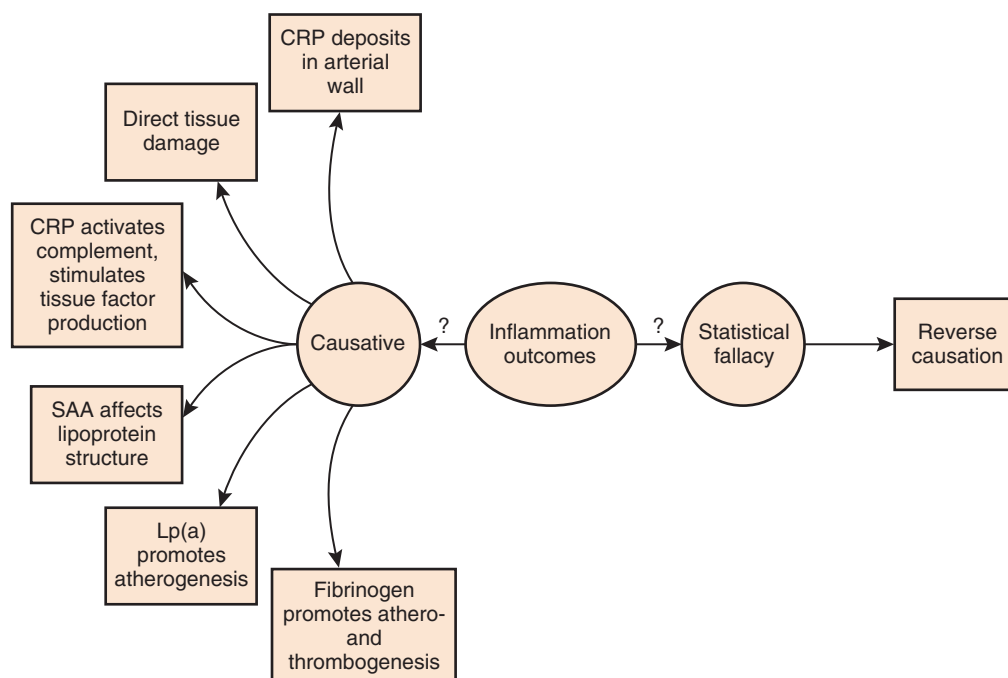 CRP deposits
in arterial
wall
Direct tissue
damage
CRP activates
complement,
stimulates
tissue factor
production
SAA affects
lipoprotein
structure
Lp(a)
promotes
atherogenesis
Fibrinogen
promotes athero-
and
thrombogenesis
Causative
?
Inflammation
outcomes
?
Statistical
fallacy
Reverse
causation